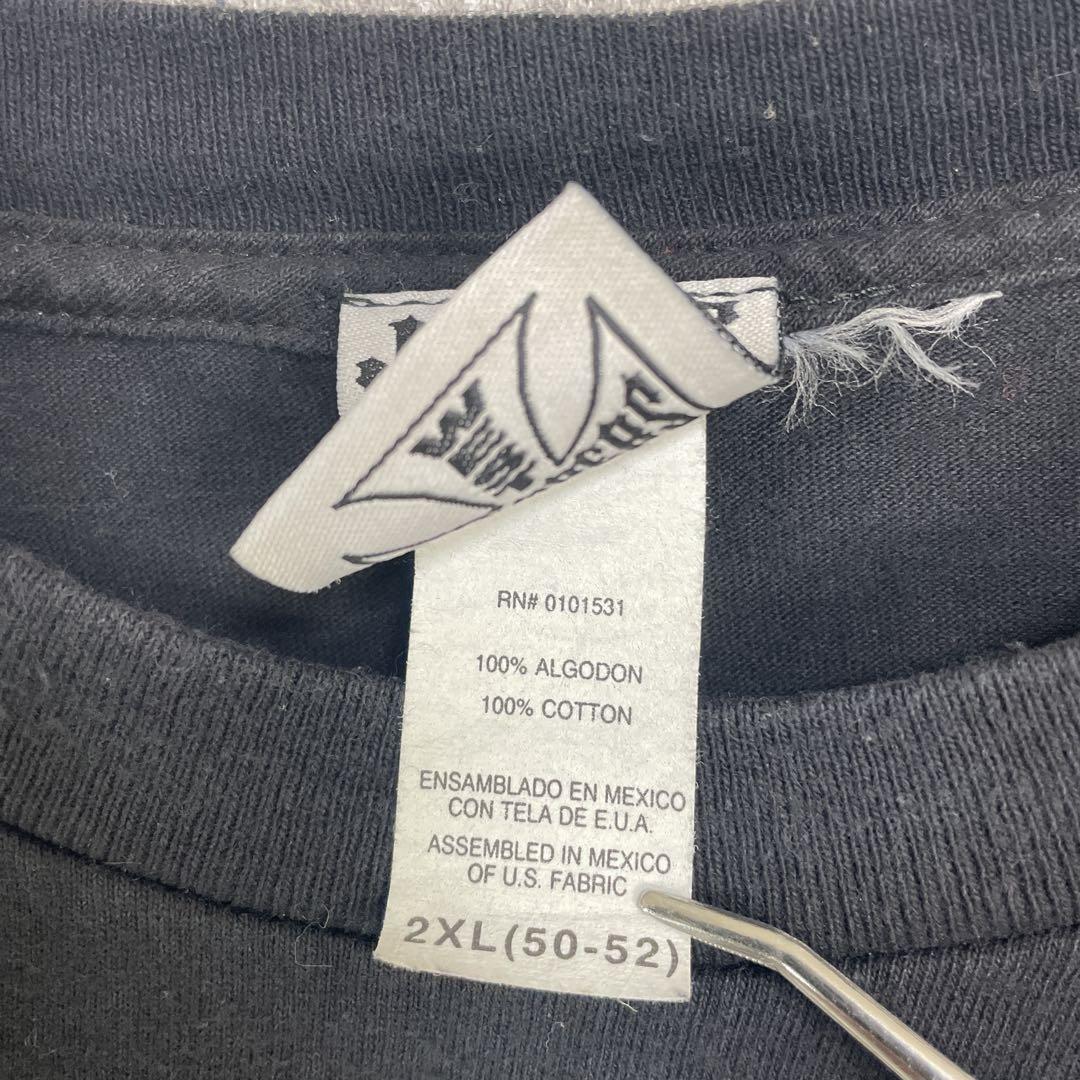 WEST
RN# 0101531
100% ALGODON
100% COTTON
ENSAMBLADO EN MEXICO
CON TELA DE E.U.A.
ASSEMBLED IN MEXICO
OF U.S. FABRIC
2XL(50-52)